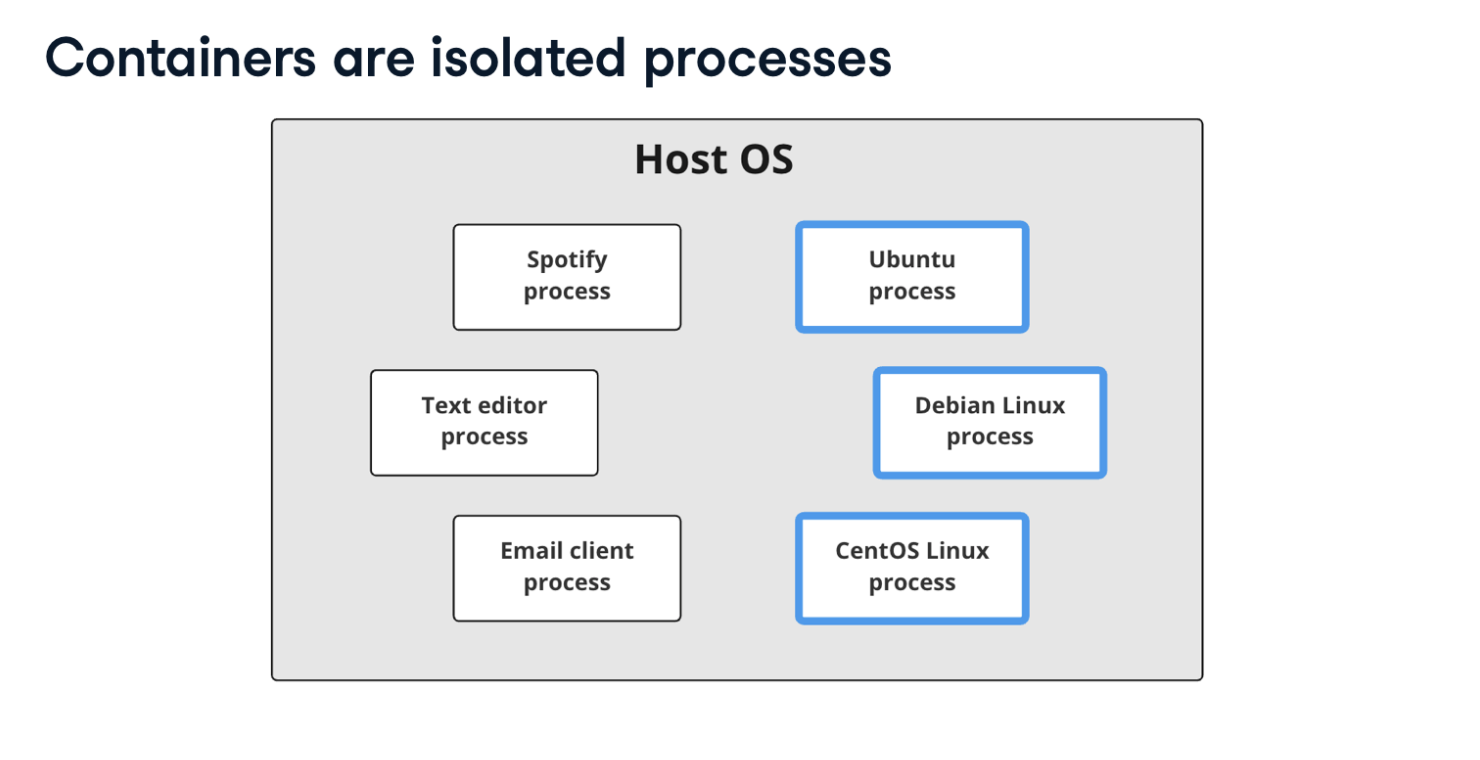 Containers are isolated processes
Host OS
Spotify
process
Ubuntu
process
Text editor
process
Debian Linux
process
Email client
process
CentOS Linux
process